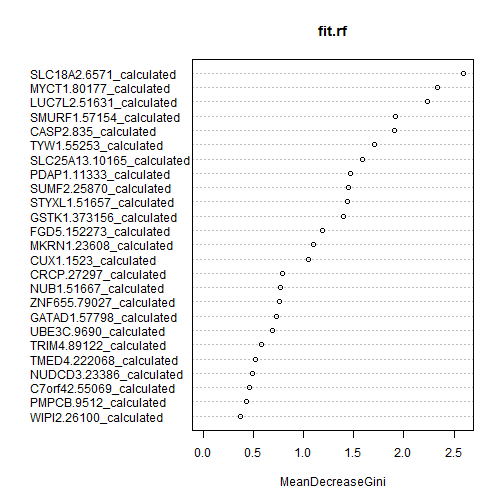 fit.rf
SLC18A2.6571_calculated
MYCT1.80177_calculated
LUC7L2.51631_calculated
SMURF1.57154_calculated
CASP2.835_calculated
TYW1.55253_calculated
SLC25A13.10165_calculated
PDAP1.11333_calculated
SUMF2.25870_calculated
STYXL1.51657_calculated
GSTK1.373156_calculated
FGD5.152273_calculated
MKRN1.23608_calculated
CUX1.1523_calculated
CRCP.27297_calculated
NUB1.51667_calculated
ZNF655.79027_calculated
GATAD1.57798_calculated
UBE3C.9690_calculated
TRIM4.89122_calculated
TMED4.222068_calculated
NUDCD3.23386_calculated
C7orf42.55069_calculated
PMPCB.9512_calculated
WIPI2.26100_calculated
0.0 0.5 1.0 1.5 2.0 2.5
MeanDecreaseGini